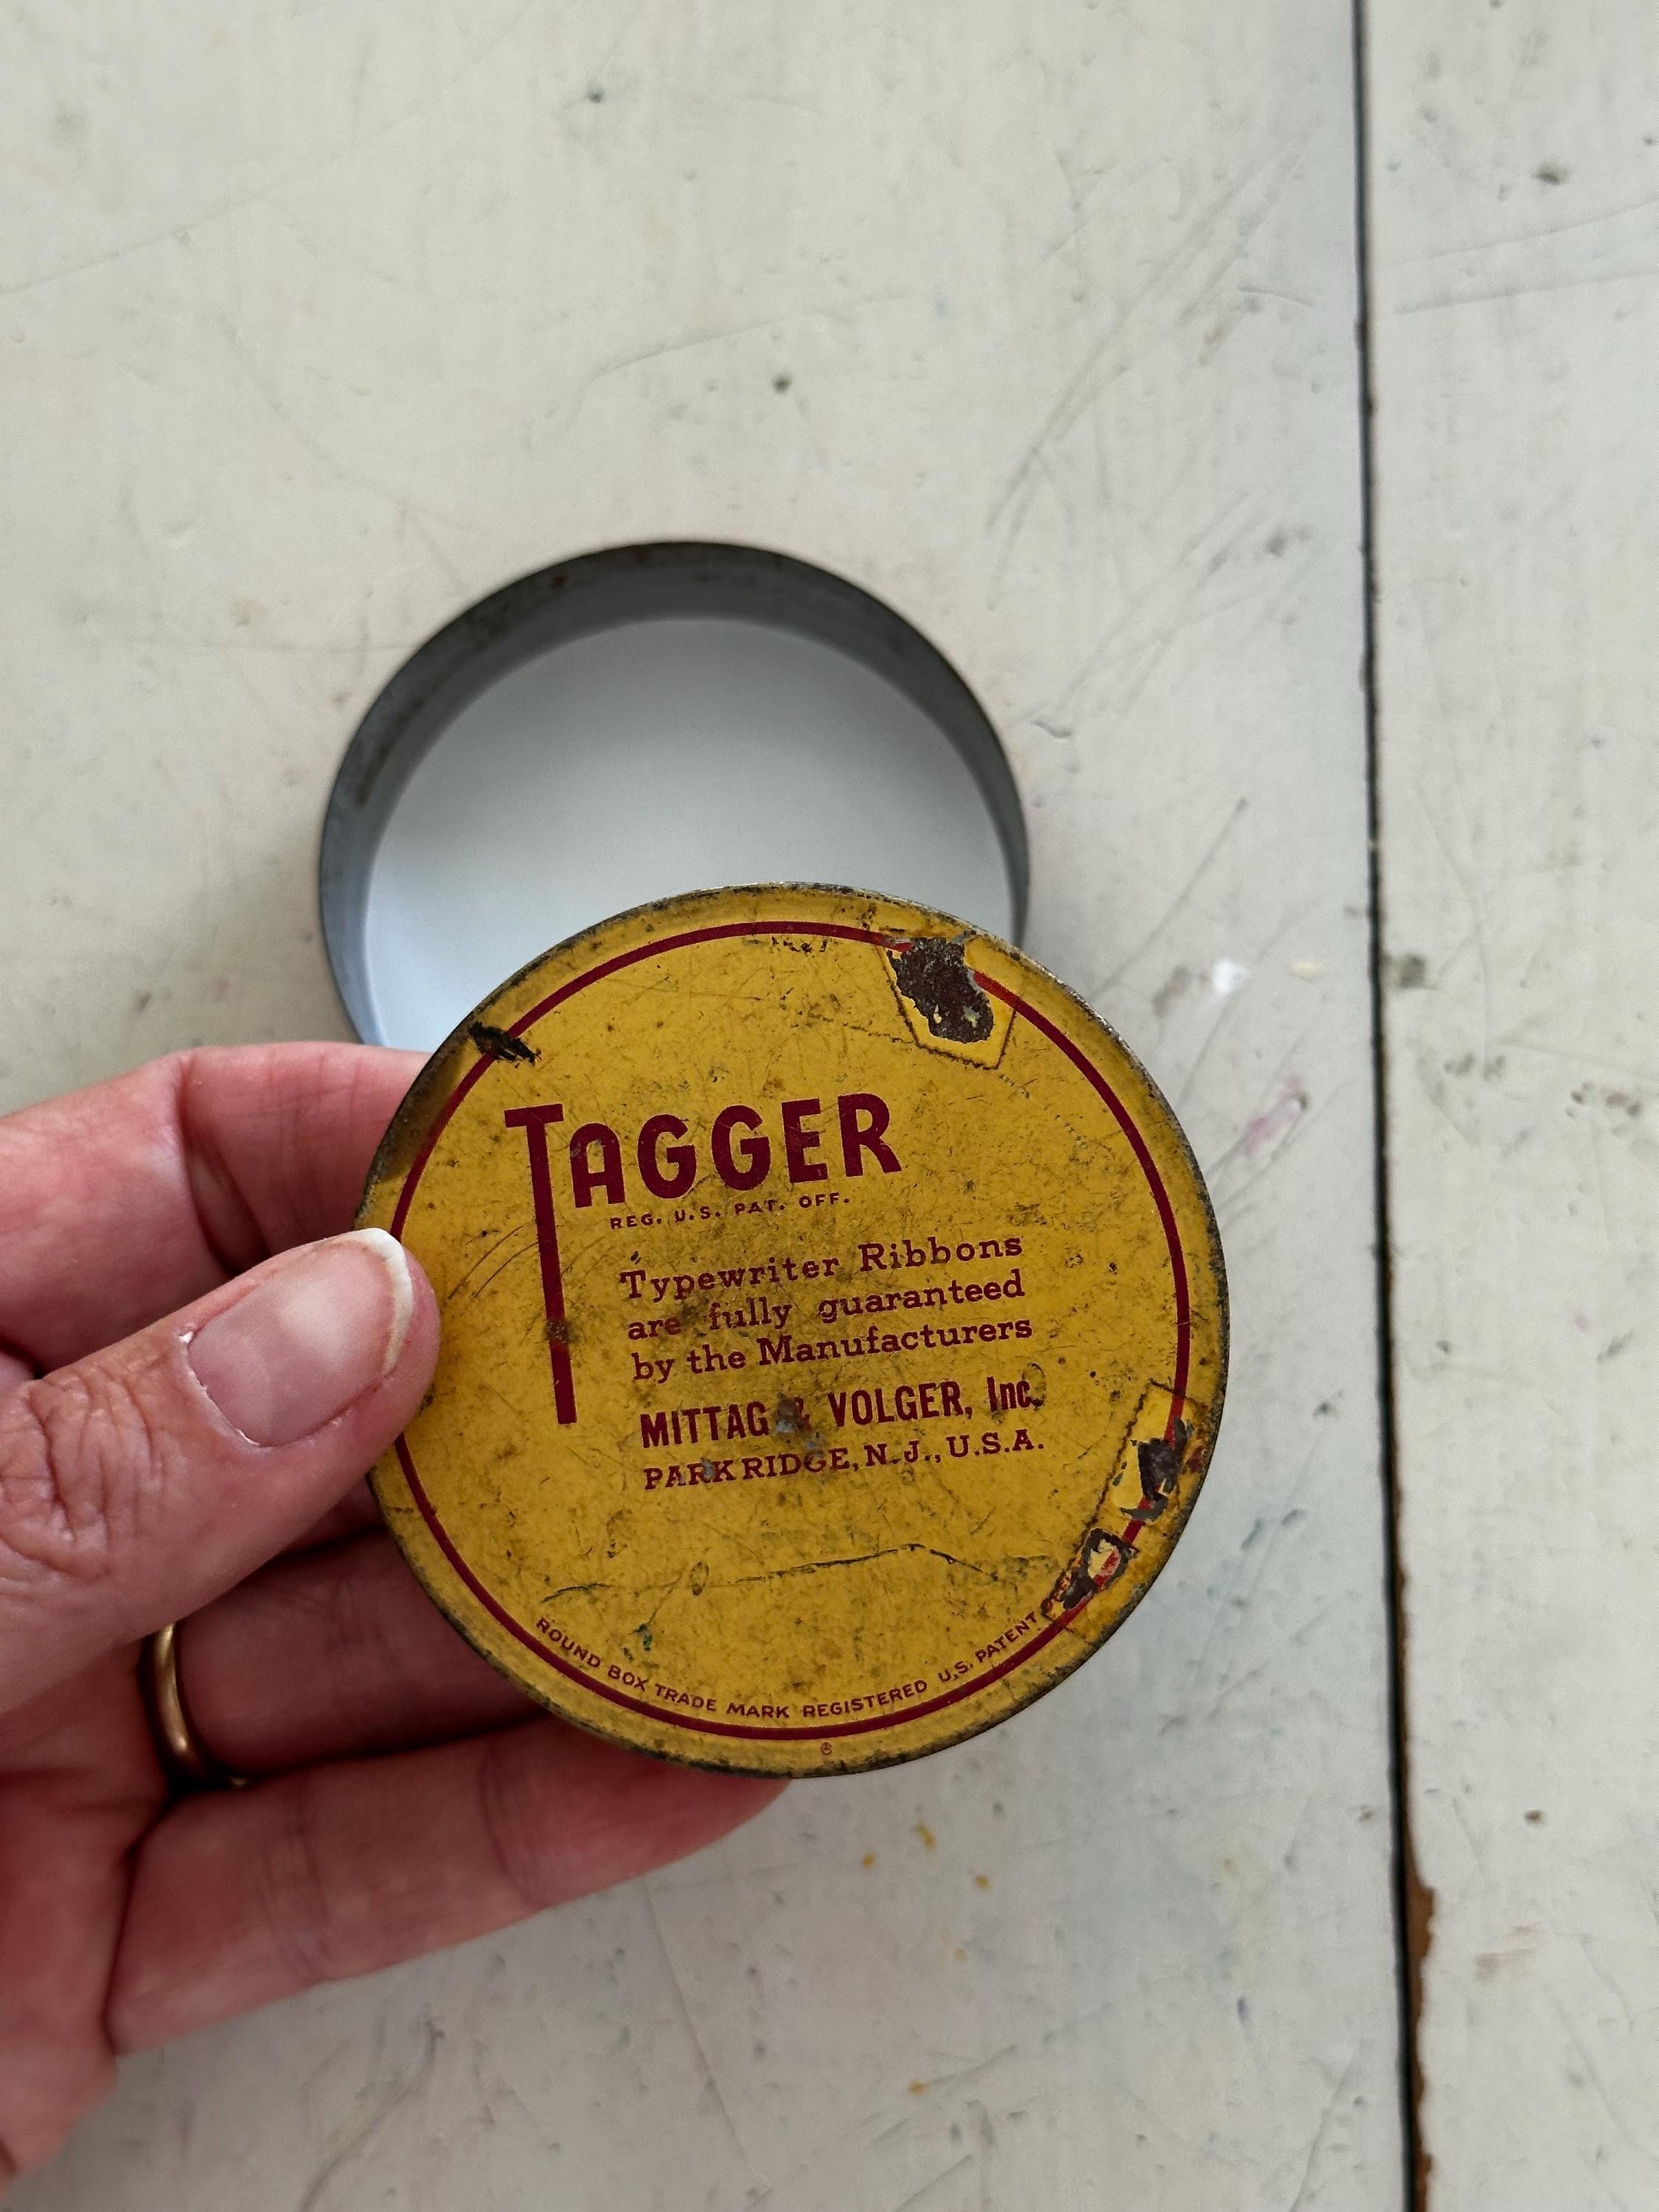 TAGGER
REG. U.S. PAT. OFF.
Typewriter Ribbons
are fully guaranteed
by the Manufacturers
MITTAG & VOLGER, Inc.
PARK RIDGE, N.J., U.S.A.
ROUND BOX TRADE MARK REGISTERED U.S. PATENT